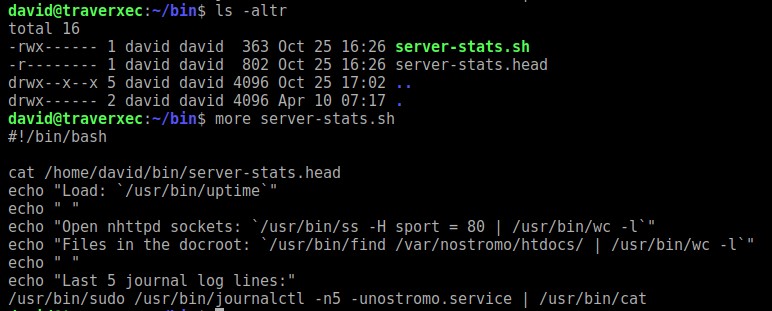 david@traverxec:~/bin$ ls -altr
total 16
-rwx------ 1 david david  363 Oct 25 16:26 server-stats.sh
-r-------- 1 david david  802 Oct 25 16:26 server-stats.head
drwx--x--x 5 david david 4096 Oct 25 17:02 ..
drwx------ 2 david david 4096 Apr 10 07:17 .
david@traverxec:~/bin$ more server-stats.sh
#!/bin/bash

cat /home/david/bin/server-stats.head
echo "Load: `/usr/bin/uptime`"
echo " "
echo "Open nhttpd sockets: `/usr/bin/ss -H sport = 80 | /usr/bin/wc -l`"
echo "Files in the docroot: `/usr/bin/find /var/nostromo/htdocs/ | /usr/bin/wc -l`"
echo " "
echo "Last 5 journal log lines:"
/usr/bin/sudo /usr/bin/journalctl -n5 -unostromo.service | /usr/bin/cat